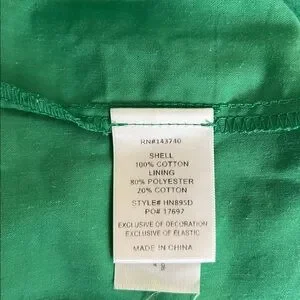 RN#143740
SHELL
100% COTTON
LINING
80% POLYESTER
20% COTTON
STYLE# HN895D
PO# 17697
EXCLUSIVE OF DECORATION
EXCLUSIVE OF ELASTIC
MADE IN CHINA